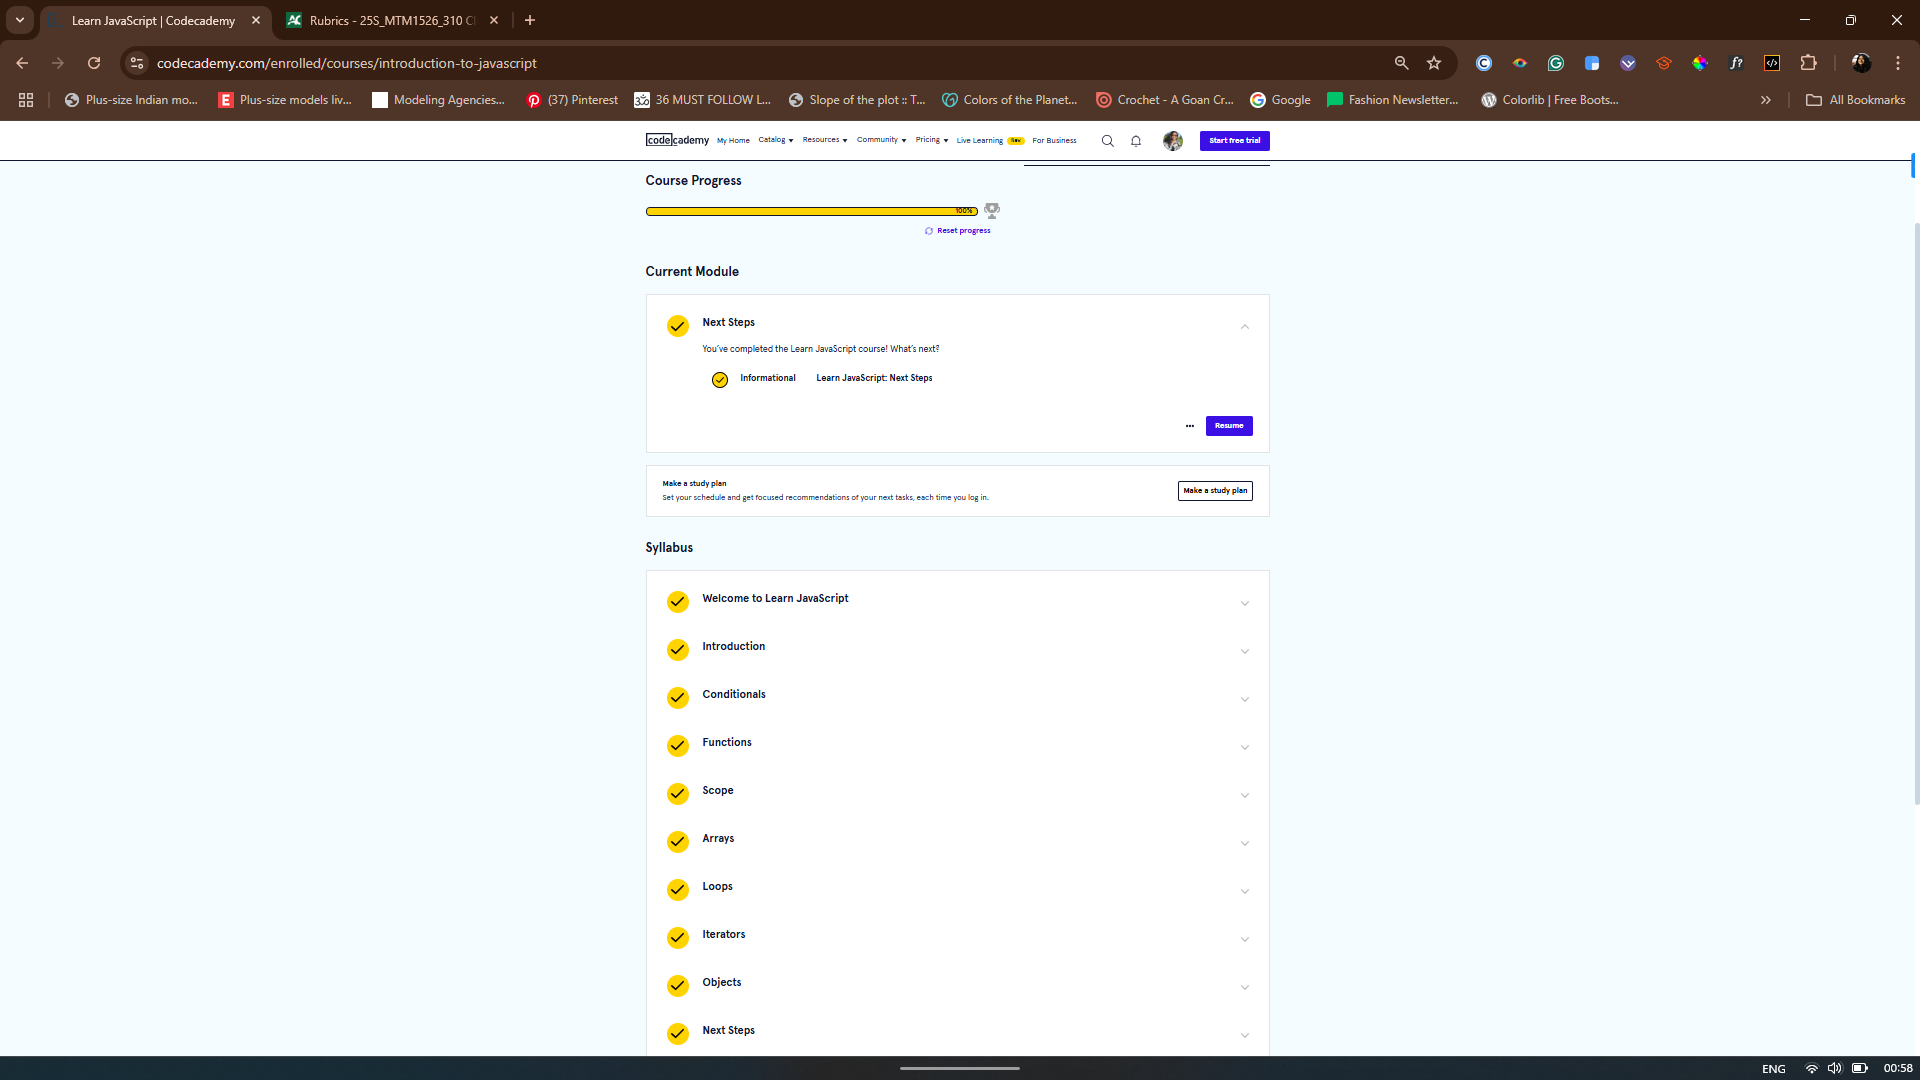 Learn JavaScript | Codecademy
Rubrics - 25S_MTM1526_310 C
codecademy.com/enrolled/courses/introduction-to-javascript
Plus-size Indian mo... Plus-size models liv... Modeling Agencies... (37) Pinterest 36 MUST FOLLOW L... Slope of the plot :: T... Colors of the Planet... Crochet - A Goan Cr... Google Fashion Newsletter... Colorlib | Free Boots... All Bookmarks
codecademy My Home Catalog Resources Community Pricing Live Learning New For Business Start free trial
Course Progress
100%
Reset progress
Current Module
Next Steps
You've completed the Learn JavaScript course! What's next?
Informational Learn JavaScript: Next Steps
... Resume
Make a study plan
Set your schedule and get focused recommendations of your next tasks, each time you log in.
Make a study plan
Syllabus
Welcome to Learn JavaScript
Introduction
Conditionals
Functions
Scope
Arrays
Loops
Iterators
Objects
Next Steps
ENG 00:58